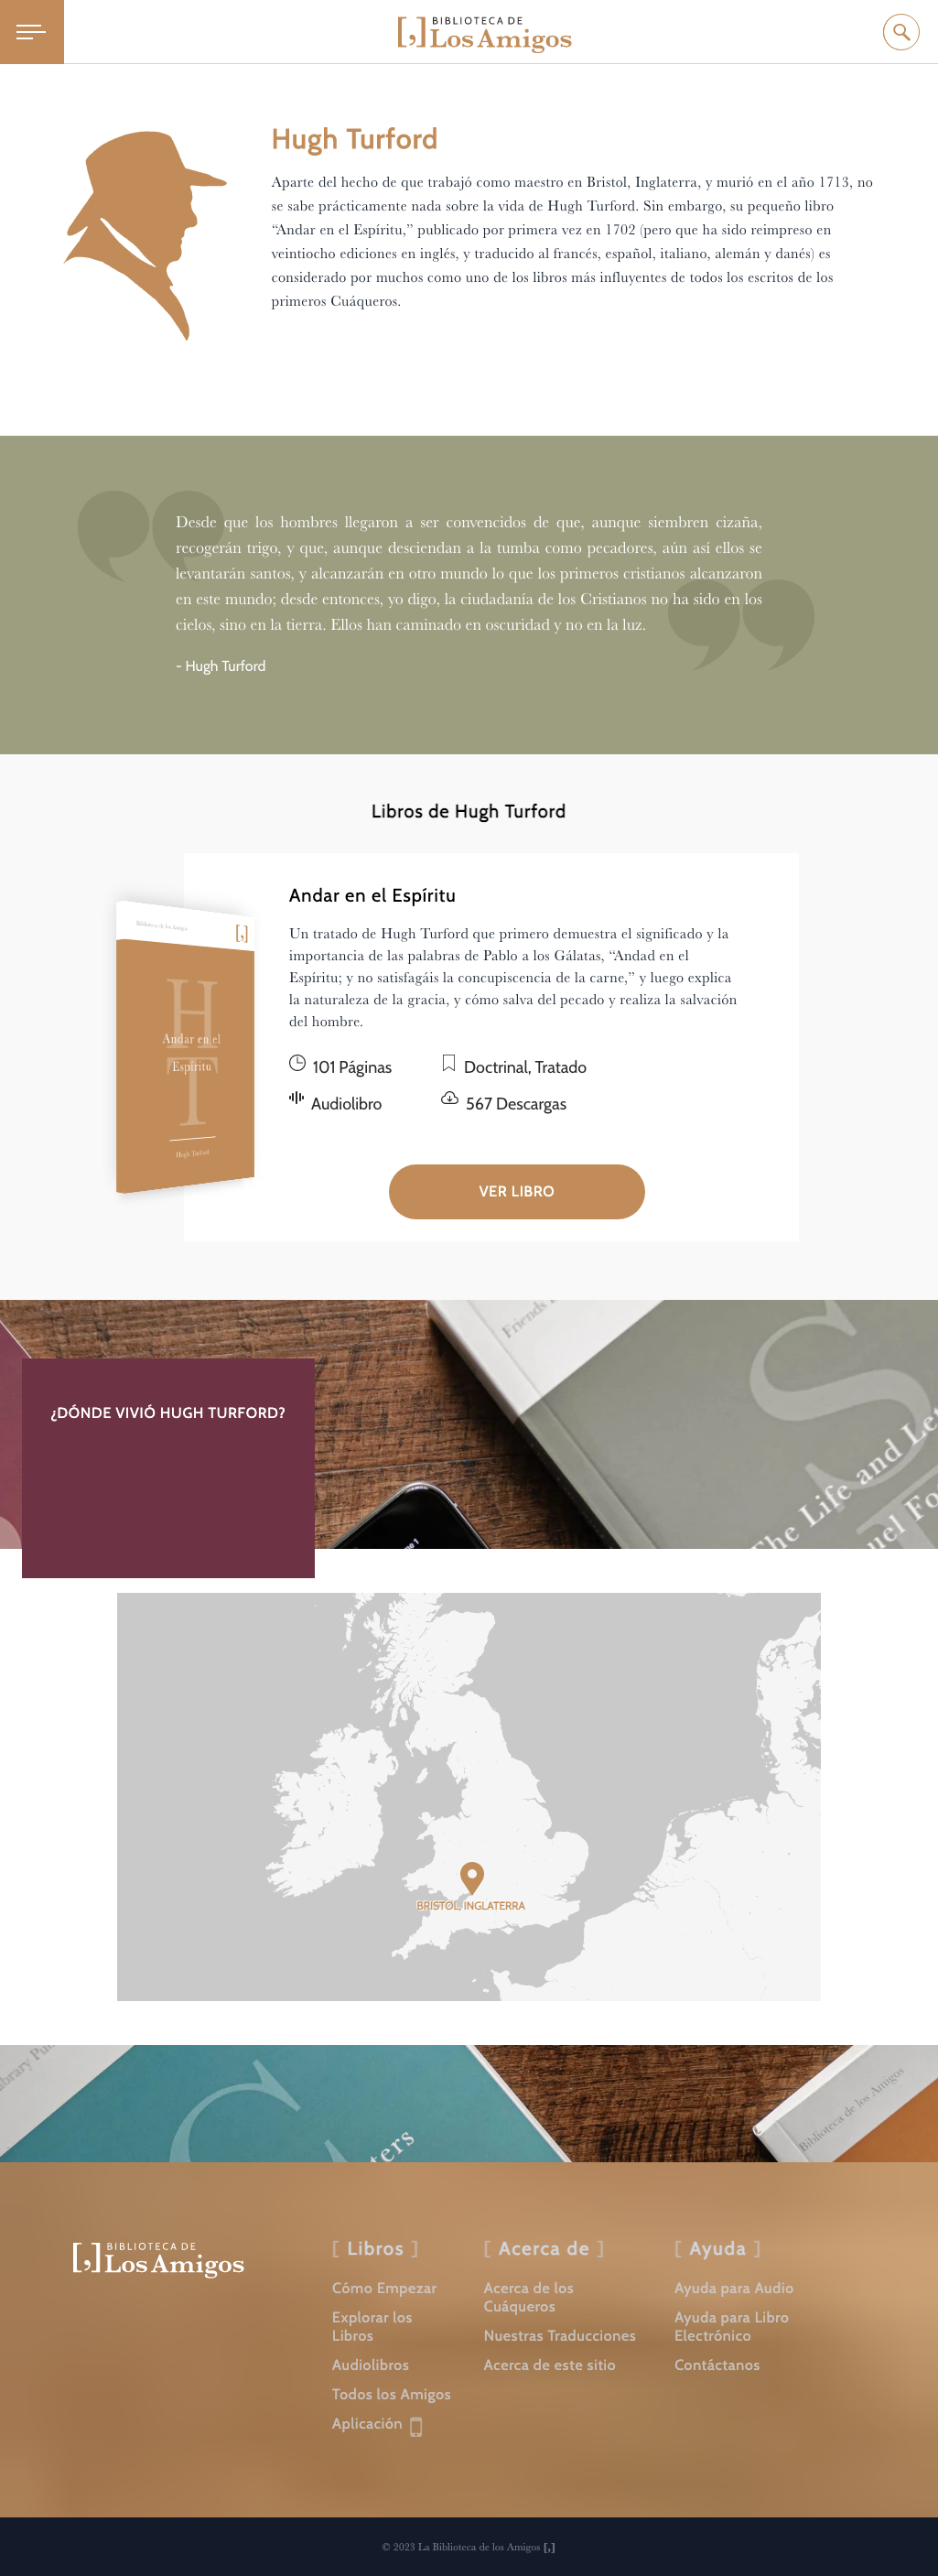 BIBLIOTECA DE
[,] Los Amigos
Hugh Turford
Aparte del hecho de que trabajó como maestro en Bristol, Inglaterra, y murió en el año 1713, no
se sabe prácticamente nada sobre la vida de Hugh Turford. Sin embargo, su pequeño libro
“Andar en el Espíritu,” publicado por primera vez en 1702 (pero que ha sido reimpreso en
veintiocho ediciones en inglés, y traducido al francés, español, italiano, alemán y danés) es
considerado por muchos como uno de los libros más influyentes de todos los escritos de los
primeros Cuáqueros.
Desde que los hombres llegaron a ser convencidos de que, aunque siembren cizaña,
recogerán trigo, y que, aunque desciendan a la tumba como pecadores, aún así ellos se
levantarán santos, y alcanzarán en otro mundo lo que los primeros cristianos alcanzaron
en este mundo; desde entonces, yo digo, la ciudadanía de los Cristianos no ha sido en los
cielos, sino en la tierra. Ellos han caminado en oscuridad y no en la luz.
- Hugh Turford
Libros de Hugh Turford
Biblioteca de los Amigos
[,]
H
T
Andar en el
Espíritu
Hugh Turford
Andar en el Espíritu
Un tratado de Hugh Turford que primero demuestra el significado y la
importancia de las palabras de Pablo a los Gálatas, “Andad en el
Espíritu; y no satisfagáis la concupiscencia de la carne,” y luego explica
la naturaleza de la gracia, y cómo salva del pecado y realiza la salvación
del hombre.
101 Páginas
Doctrinal, Tratado
Audiolibro
567 Descargas
VER LIBRO
Friends
S
The Life and Let
uel Fo
¿DÓNDE VIVIÓ HUGH TURFORD?
BRISTOL, INGLATERRA
ibrary Pu
C
ters
Biblioteca de los Amigos
BIBLIOTECA DE
[,] Los Amigos
[ Libros ]
Cómo Empezar
Explorar los
Libros
Audiolibros
Todos los Amigos
Aplicación
[ Acerca de ]
Acerca de los
Cuáqueros
Nuestras Traducciones
Acerca de este sitio
[ Ayuda ]
Ayuda para Audio
Ayuda para Libro
Electrónico
Contáctanos
© 2023 La Biblioteca de los Amigos [,]